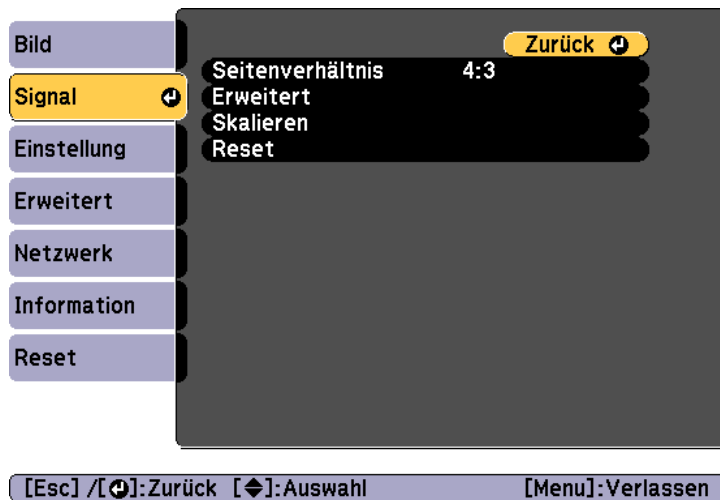 Bild
Signal
Einstellung
Erweitert
Netzwerk
Information
Reset
Zurück
Seitenverhältnis 4:3
Erweitert
Skalieren
Reset
[Esc] /[⏎]:Zurück [◆]:Auswahl [Menu]:Verlassen